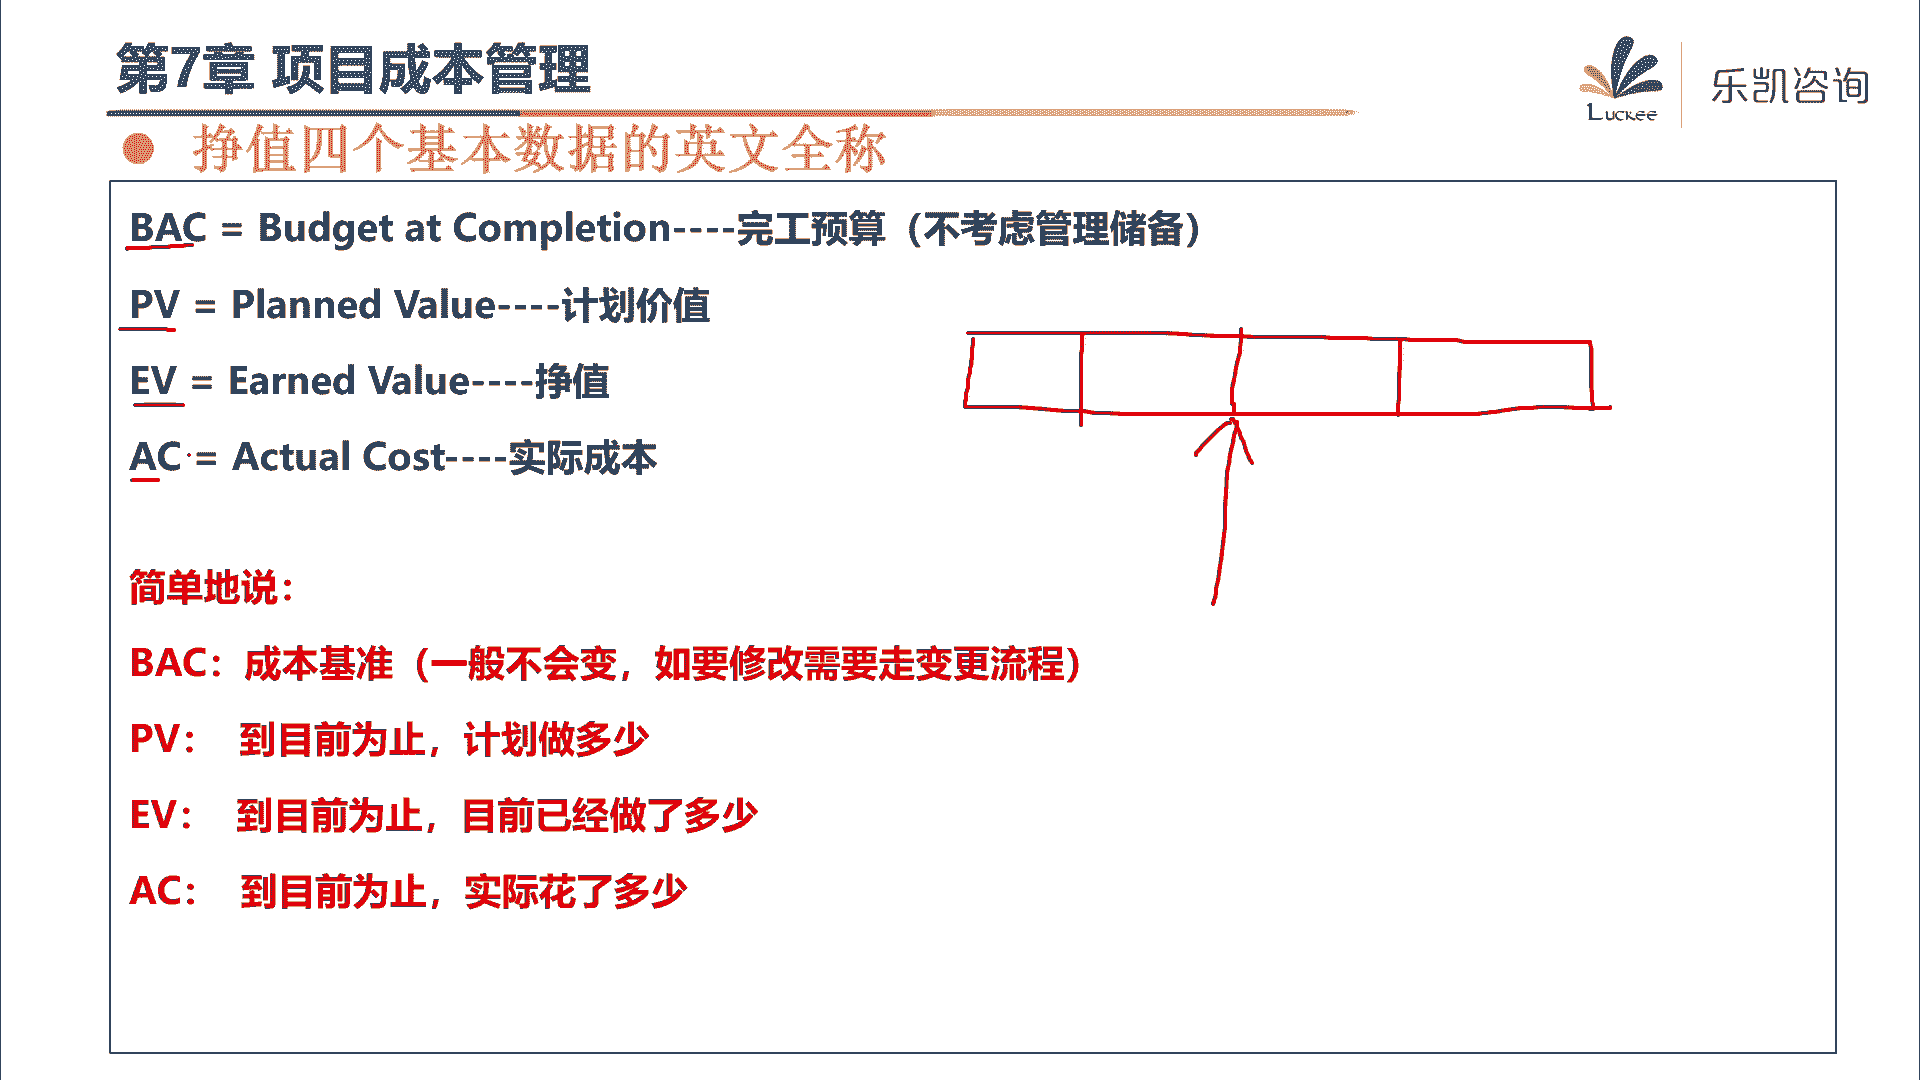 第7章 项目成本管理
Luckee
乐凯咨询
挣值四个基本数据的英文全称
BAC = Budget at Completion----完工预算（不考虑管理储备）
PV = Planned Value----计划价值
EV = Earned Value----挣值
AC = Actual Cost----实际成本
简单地说：
BAC：成本基准（一般不会变，如要修改需要走变更流程）
PV： 到目前为止，计划做多少
EV： 到目前为止，目前已经做了多少
AC： 到目前为止，实际花了多少